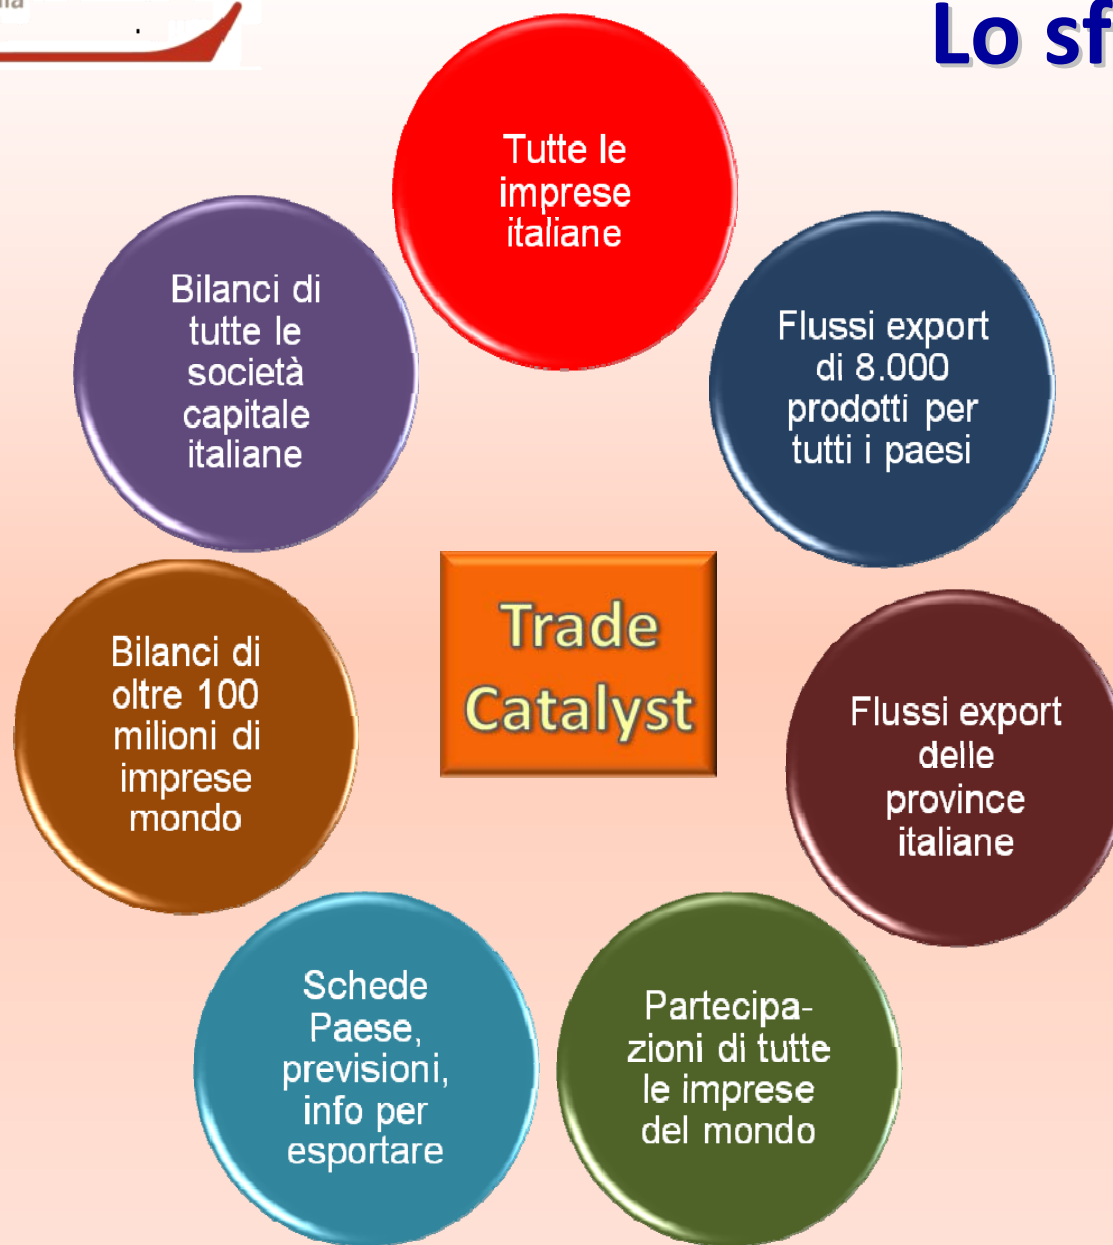 Lo sf
Tutte le
imprese
italiane
Bilanci di
tutte le
società
capitale
italiane
Flussi export
di 8.000
prodotti per
tutti i paesi
Trade
Catalyst
Bilanci di
oltre 100
milioni di
imprese
mondo
Flussi export
delle
province
italiane
Schede
Paese,
previsioni,
info per
esportare
Partecipa-
zioni di tutte
le imprese
del mondo